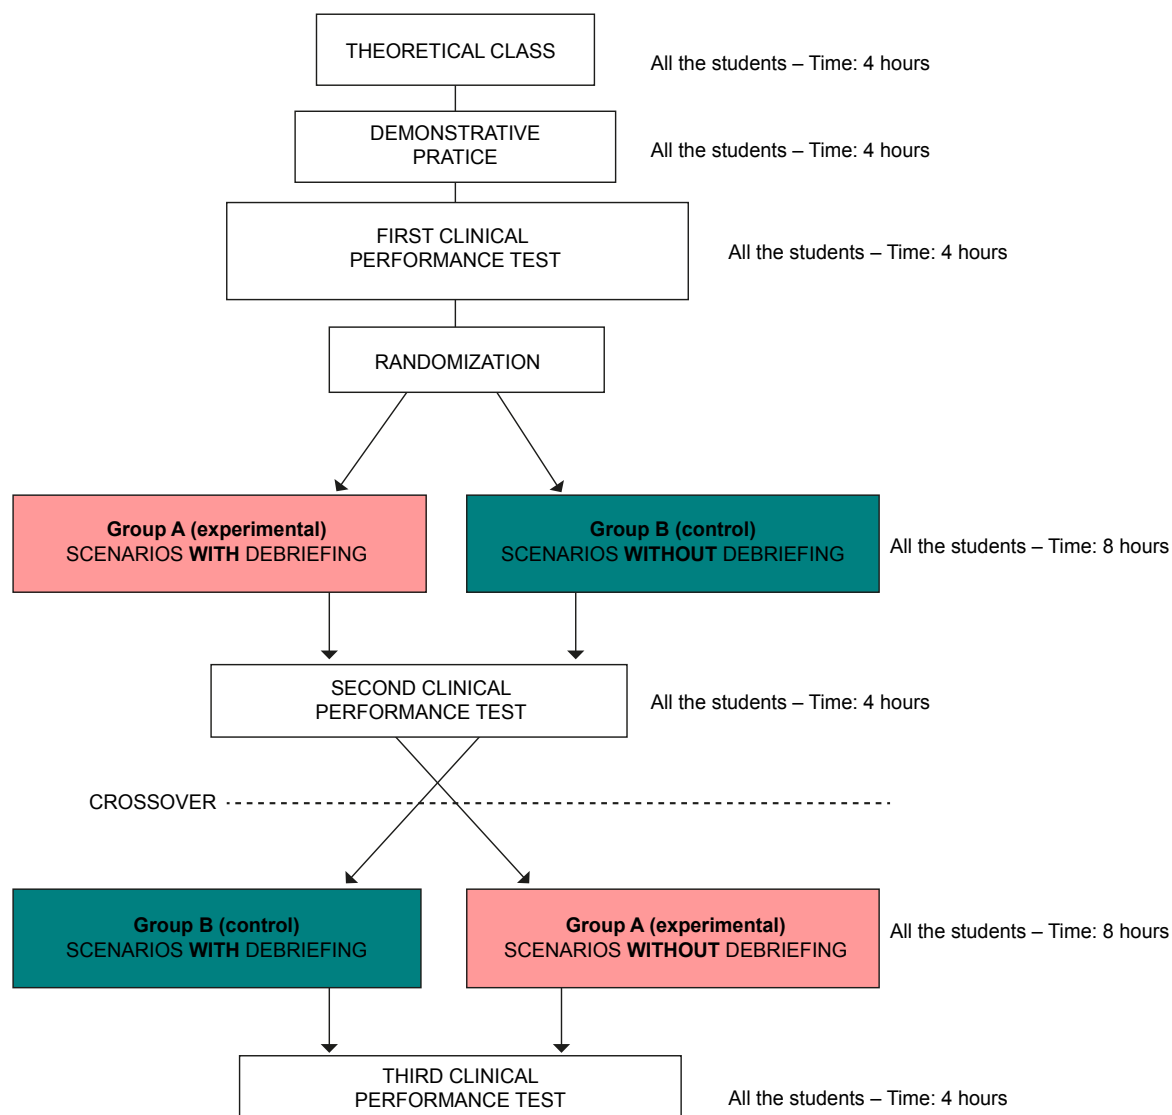 THEORETICAL CLASS
All the students – Time: 4 hours
DEMONSTRATIVE
PRATICE
All the students – Time: 4 hours
FIRST CLINICAL
PERFORMANCE TEST
All the students – Time: 4 hours
RANDOMIZATION
Group A (experimental)
SCENARIOS WITH DEBRIEFING
Group B (control)
SCENARIOS WITHOUT DEBRIEFING
All the students – Time: 8 hours
SECOND CLINICAL
PERFORMANCE TEST
All the students – Time: 4 hours
CROSSOVER
Group B (control)
SCENARIOS WITH DEBRIEFING
Group A (experimental)
SCENARIOS WITHOUT DEBRIEFING
All the students – Time: 8 hours
THIRD CLINICAL
PERFORMANCE TEST
All the students – Time: 4 hours